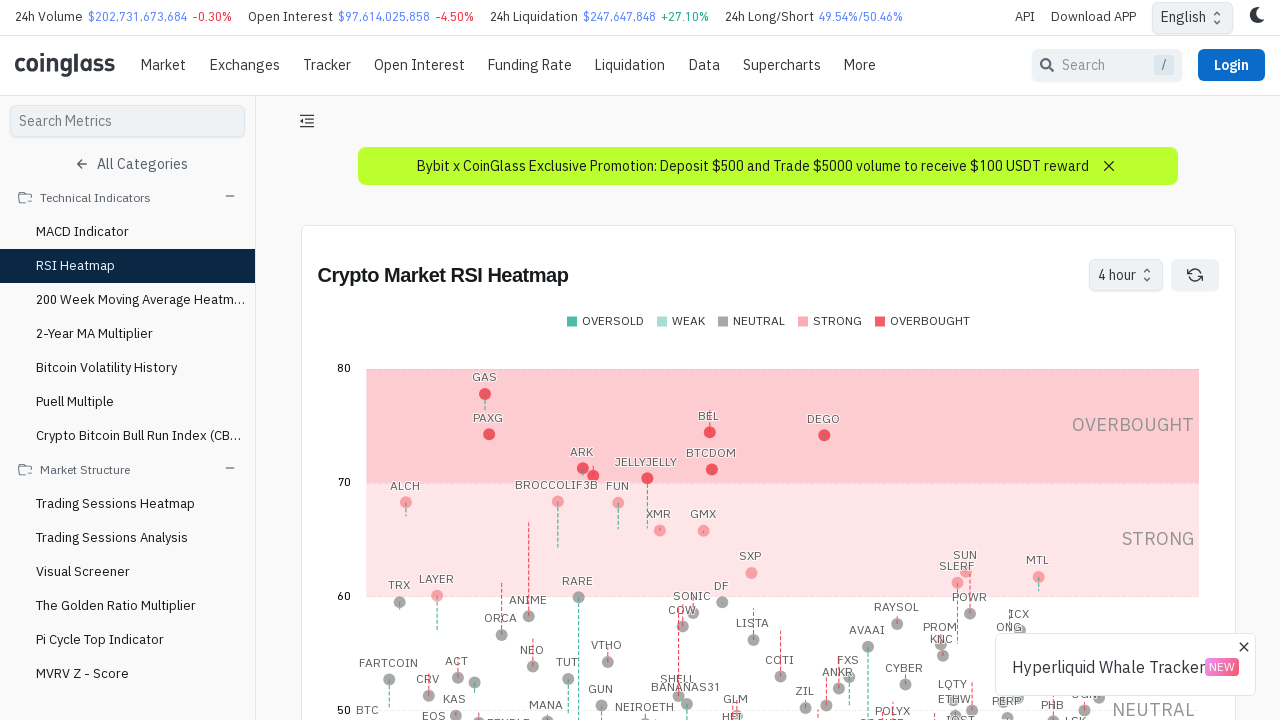 24h Volume $202,731,673,684 -0.30% Open Interest $97,614,025,858 -4.50% 24h Liquidation $247,647,848 +27.10% 24h Long/Short 49.54%/50.46% API Download APP English
coinglass Market Exchanges Tracker Open Interest Funding Rate Liquidation Data Supercharts More Search / Login
Search Metrics
All Categories
Technical Indicators
MACD Indicator
RSI Heatmap
200 Week Moving Average Heatm...
2-Year MA Multiplier
Bitcoin Volatility History
Puell Multiple
Crypto Bitcoin Bull Run Index (CB...
Market Structure
Trading Sessions Heatmap
Trading Sessions Analysis
Visual Screener
The Golden Ratio Multiplier
Pi Cycle Top Indicator
MVRV Z - Score
Bybit x CoinGlass Exclusive Promotion: Deposit $500 and Trade $5000 volume to receive $100 USDT reward
Crypto Market RSI Heatmap 4 hour
OVERSOLD WEAK NEUTRAL STRONG OVERBOUGHT
80
GAS
PAXG BEL DEGO
OVERBOUGHT
ARK BTCDOM
JELLYJELLY
70
ALCH BROCCOLIF3B FUN
XMR GMX
STRONG
SXP SUN
SLERF MTL
TRX LAYER RARE DF
60
ANIME SONIC POWR
COW RAYSOL ICX
ORCA LISTA AVAAI PROM ONG
KNC
NEO VTHO
FARTCOIN ACT TUT COTI FXS
CRV SHELL ANKR CYBER
BANANAS31 LQTY
KAS MANA GUN GLM ZIL ETHW PERP PHB
BTC NEIROETH POLYX
50 NEUTRAL
EOS
Hyperliquid Whale Tracker NEW